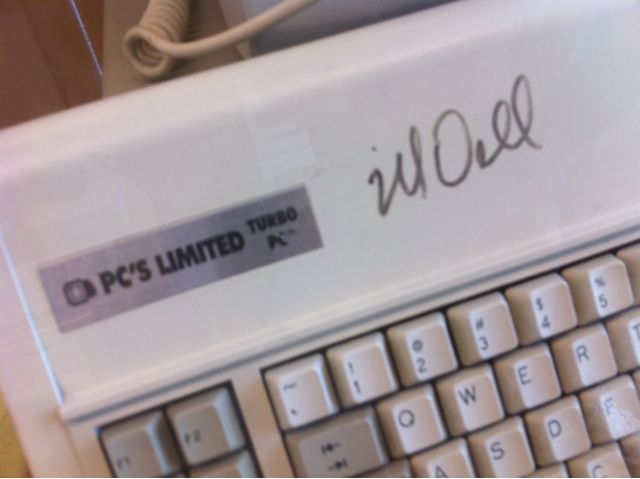 PC'S LIMITED TURBO
PC™
Dell
%
5
$
4
#
3
@
2
!
1
~
`
Q W E R T
F1 F2
A S D F
C